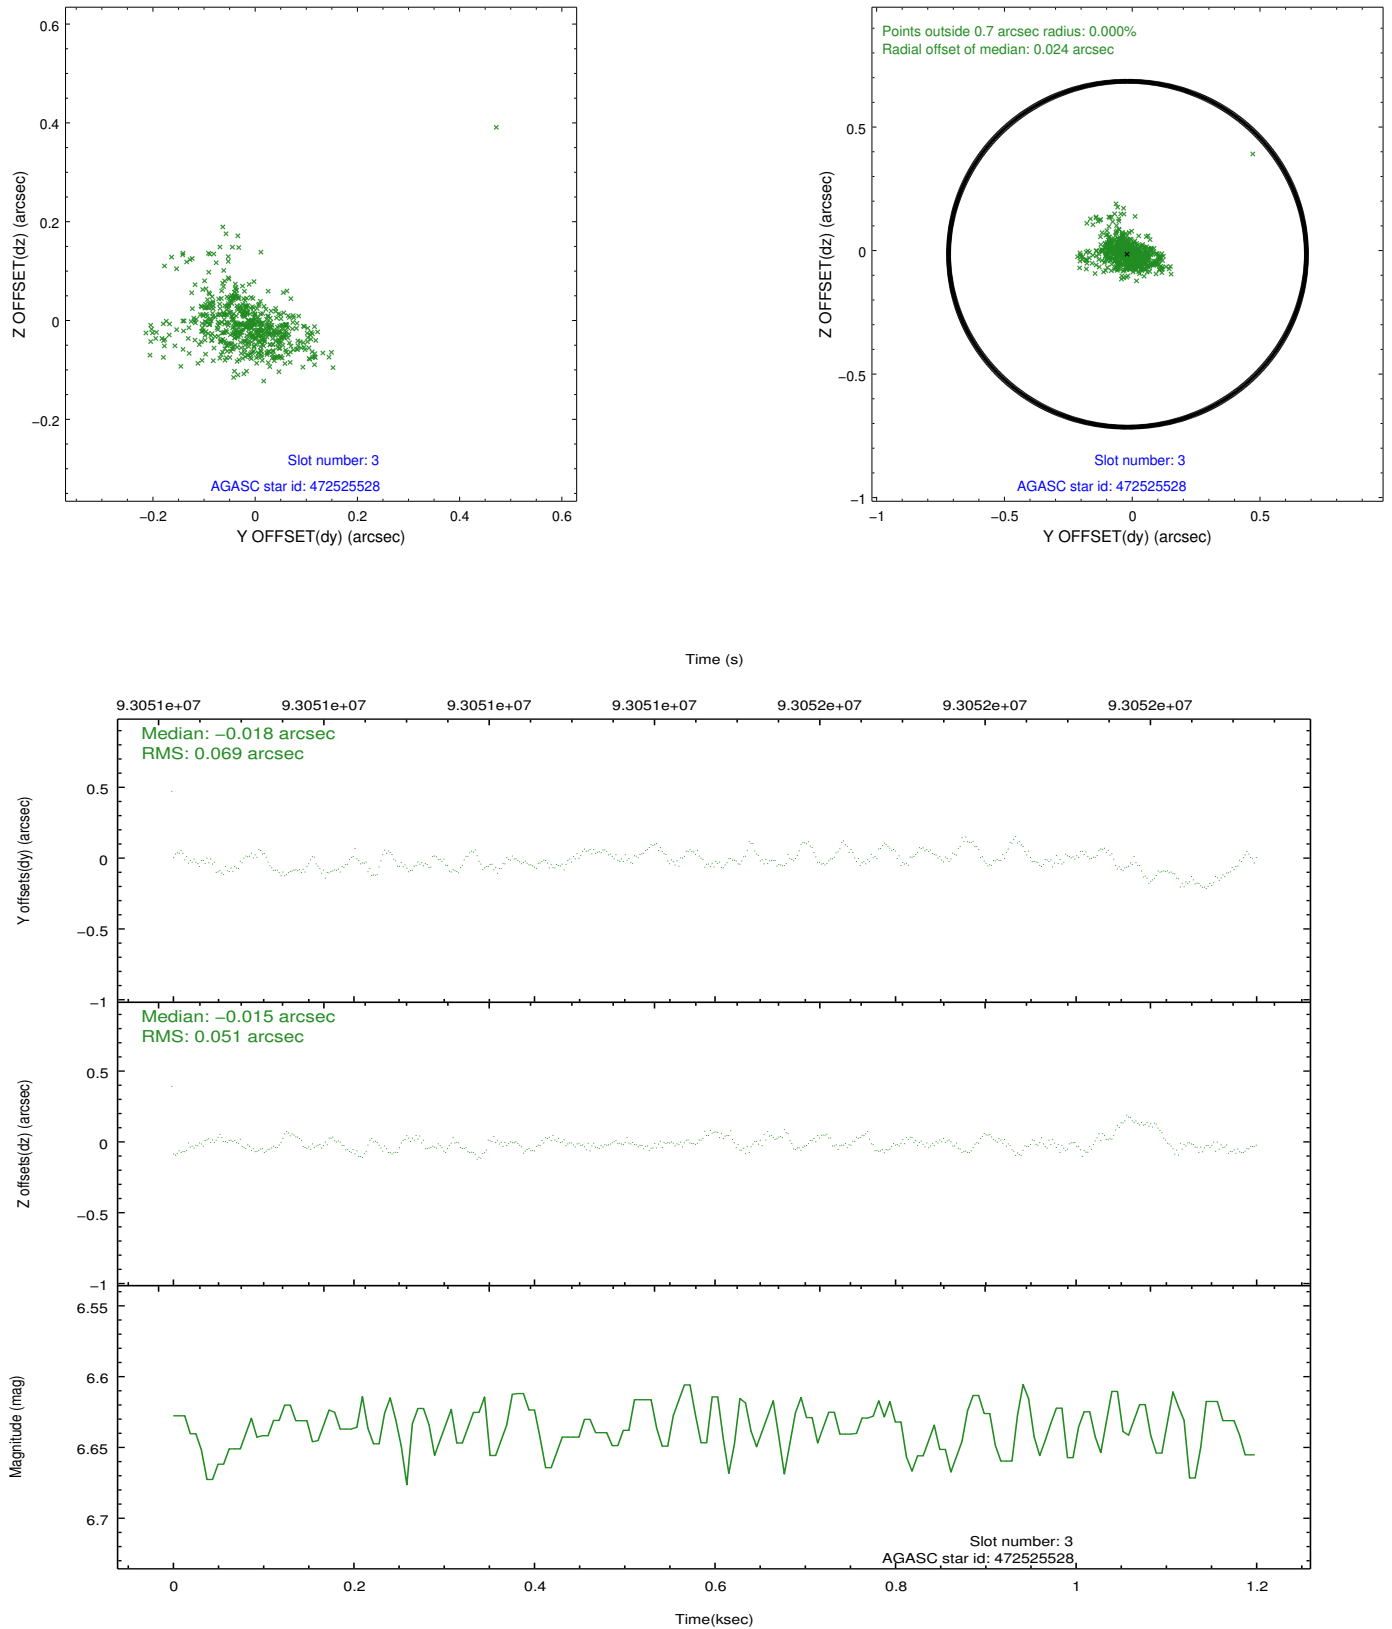 0.6
0.4
0.2
0
−0.2
Z OFFSET(dz) (arcsec)
Slot number: 3
AGASC star id: 472525528
−0.2 0 0.2 0.4 0.6
Y OFFSET(dy) (arcsec)
Points outside 0.7 arcsec radius: 0.000%
Radial offset of median: 0.024 arcsec
0.5
0
−0.5
−1
Z OFFSET(dz) (arcsec)
Slot number: 3
AGASC star id: 472525528
−1 −0.5 0 0.5
Y OFFSET(dy) (arcsec)
Time (s)
9.3051e+07 9.3051e+07 9.3051e+07 9.3051e+07 9.3052e+07 9.3052e+07 9.3052e+07
Median: −0.018 arcsec
RMS: 0.069 arcsec
0.5
0
−0.5
−1
Y offsets(dy) (arcsec)
Median: −0.015 arcsec
RMS: 0.051 arcsec
0.5
0
−0.5
−1
Z offsets(dz) (arcsec)
6.55
6.6
6.65
6.7
Magnitude (mag)
Slot number: 3
AGASC star id: 472525528
0 0.2 0.4 0.6 0.8 1 1.2
Time(ksec)